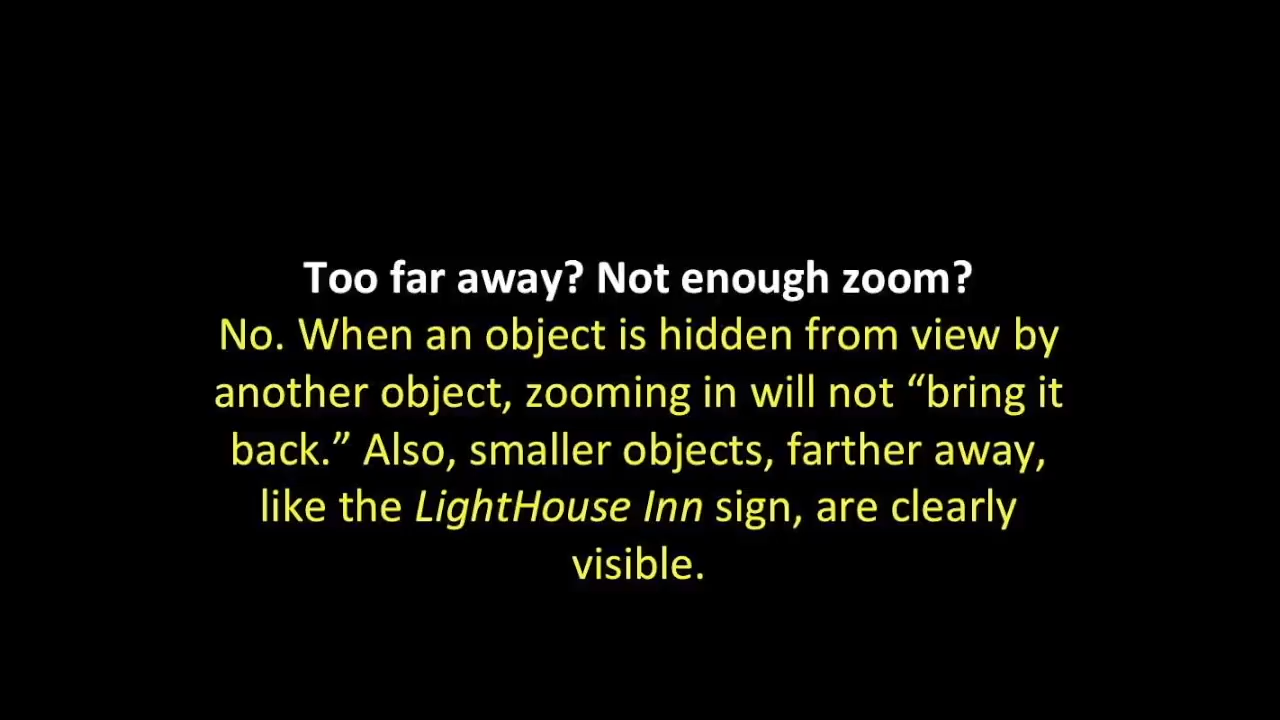 Too far away? Not enough zoom?
No. When an object is hidden from view by
another object, zooming in will not “bring it
back.” Also, smaller objects, farther away,
like the LightHouse Inn sign, are clearly
visible.